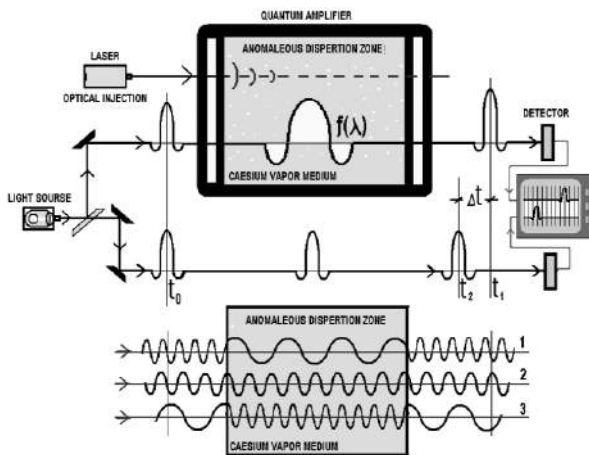 QUANTUM AMPLIFIER
ANOMALEOUS DISPERTION ZONE
LASER
OPTICAL INJECTION
f(λ)
DETECTOR
CAESIUM VAPOR MEDIUM
LIGHT SOURSE
Δt
t₀
t₂
t₁
ANOMALEOUS DISPERTION ZONE
1
2
3
CAESIUM VAPOR MEDIUM